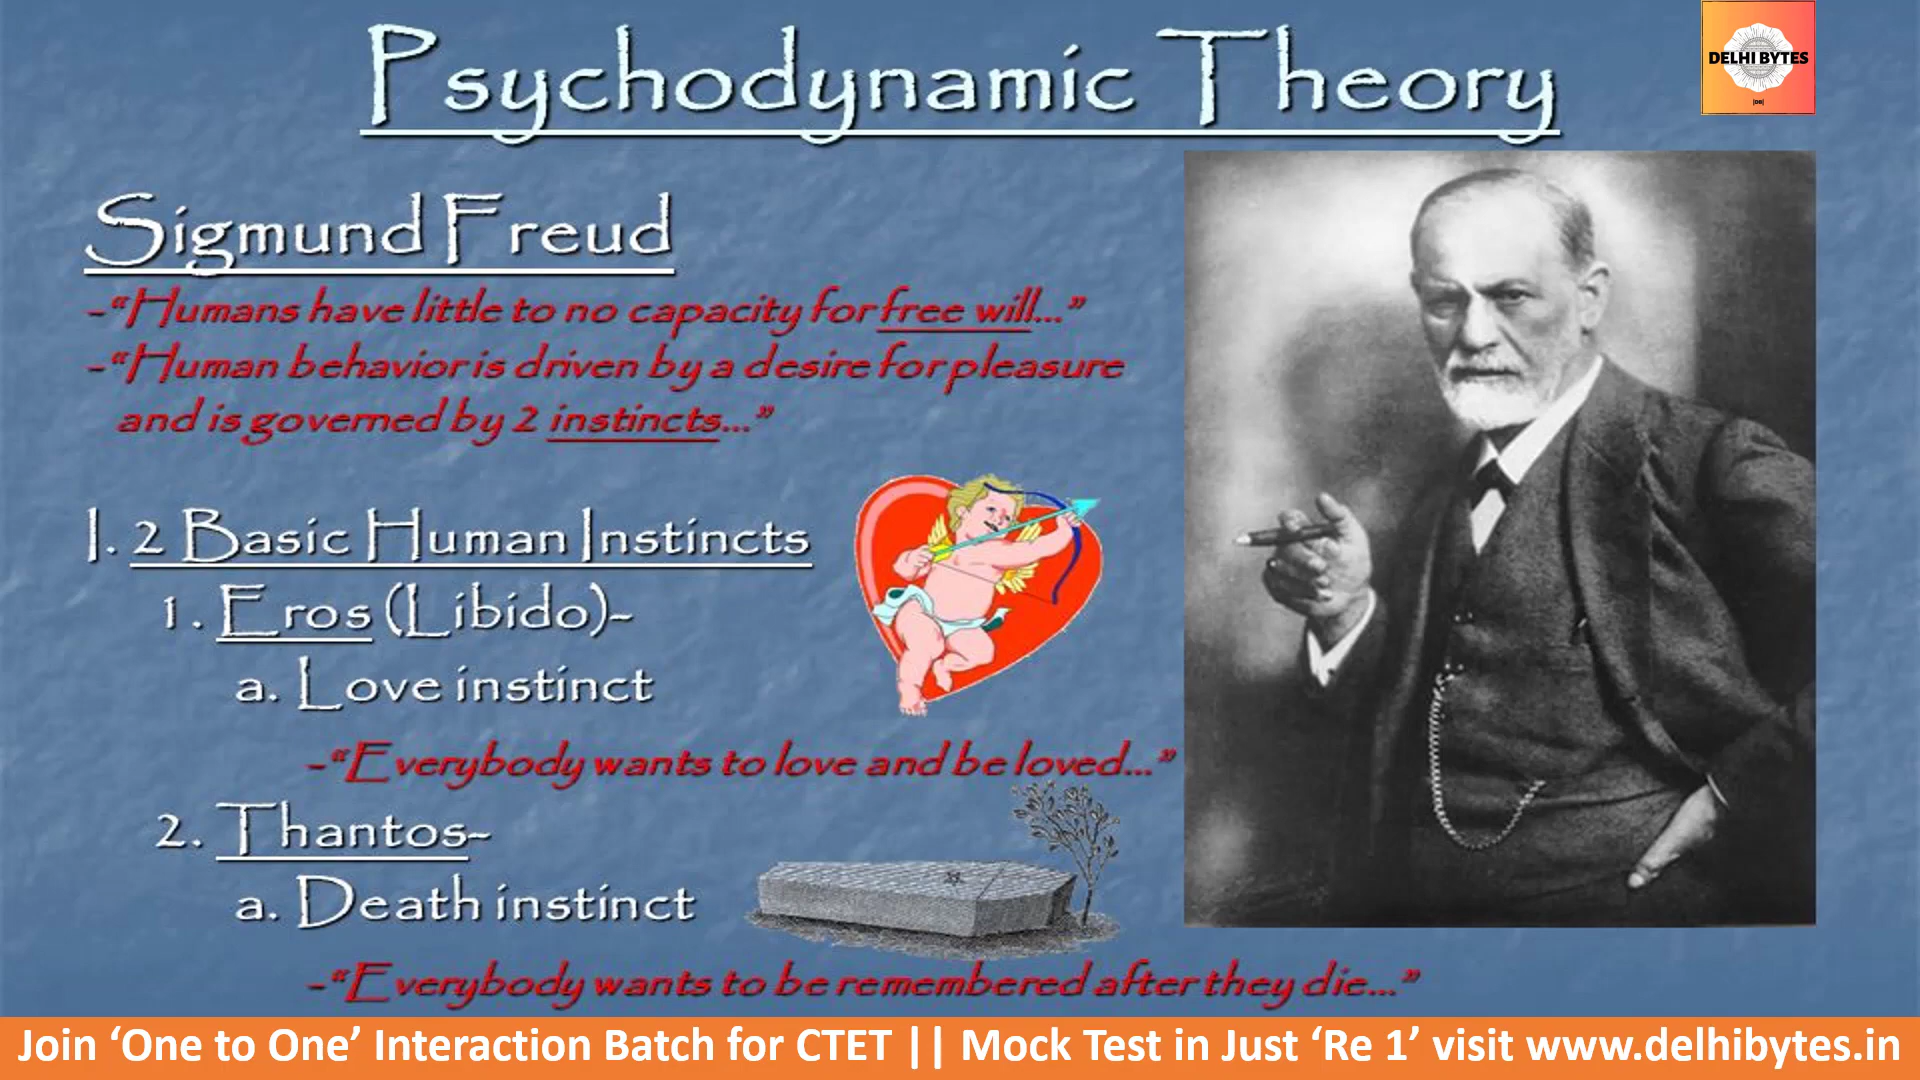 Psychodynamic Theory
DELHI BYTES
|DB|
Sigmund Freud
-“Humans have little to no capacity for free will...”
-“Human behavior is driven by a desire for pleasure
and is governed by 2 instincts...”
I. 2 Basic Human Instincts
1. Eros (Libido)-
a. Love instinct
-“Everybody wants to love and be loved...”
2. Thantos-
a. Death instinct
-“Everybody wants to be remembered after they die...”
Join ‘One to One’ Interaction Batch for CTET || Mock Test in Just ‘Re 1’ visit www.delhibytes.in